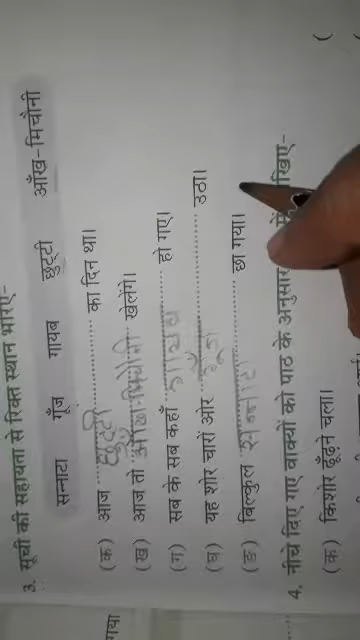 3. सूची की सहायता से रिक्त स्थान भरिए-
सन्नाटा गूँज गायब छुट्टी आँख-मिचौनी
(क) आज छुट्टी का दिन था।
(ख) आज तो आँख-मिचौनी खेलेंगे।
(ग) सब के सब कहाँ गायब हो गए।
(घ) यह शोर चारों ओर गूँज उठा।
(ङ) बिल्कुल सन्नाटा छा गया।
4. नीचे दिए गए वाक्यों को पाठ के अनुसार
(क) किशोर ढूँढ़ने चला।
(
गया